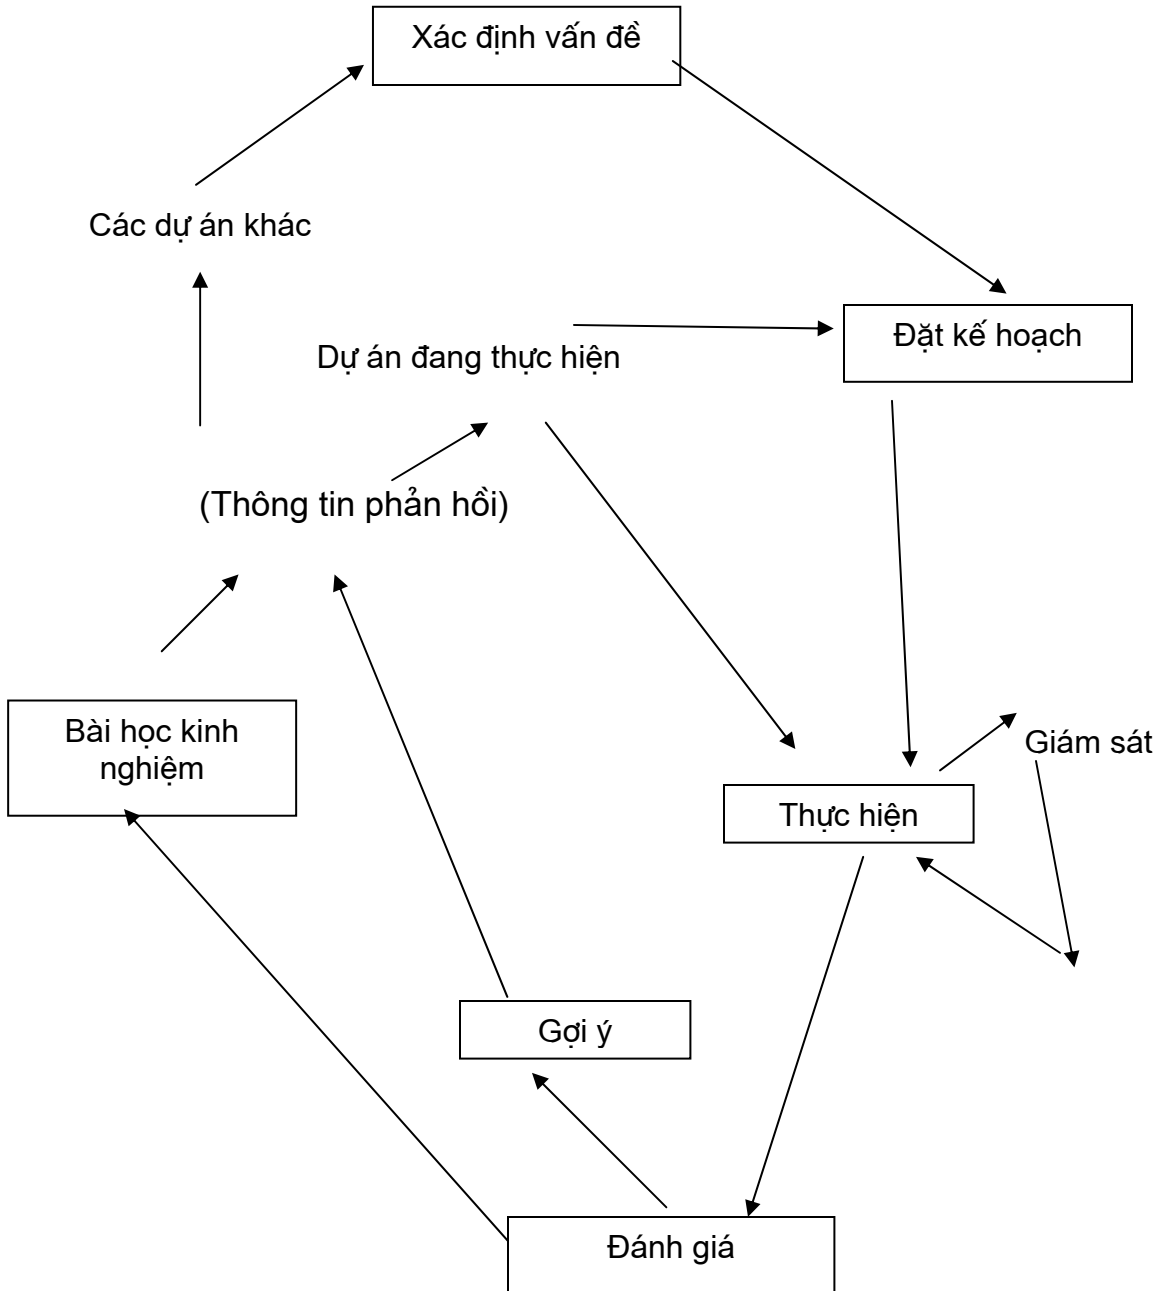 Xác định vấn đề
Các dự án khác
Đặt kế hoạch
Dự án đang thực hiện
(Thông tin phản hồi)
Bài học kinh
nghiệm
Giám sát
Thực hiện
Gợi ý
Đánh giá